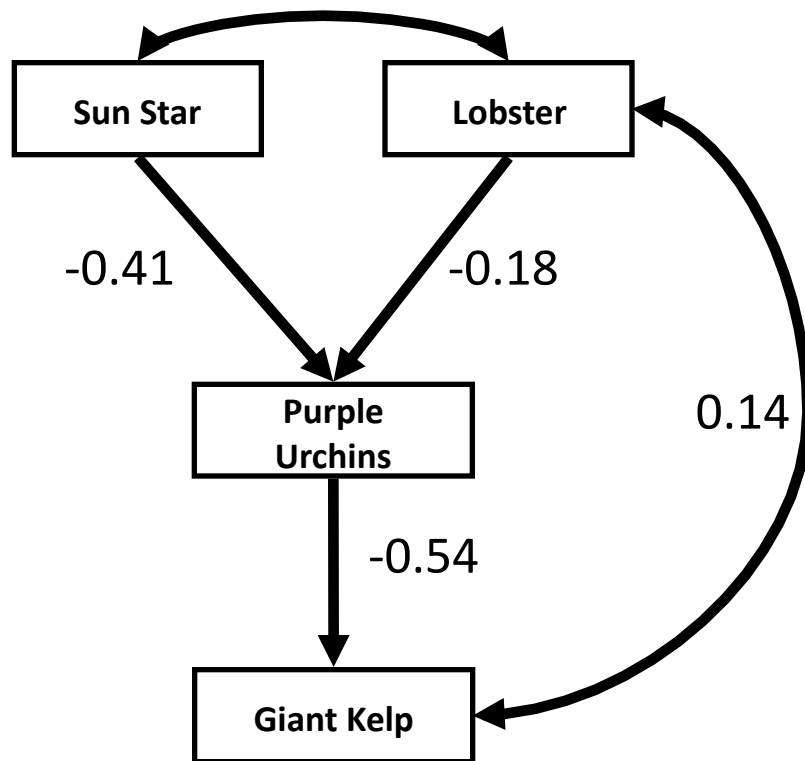 Sun Star
Lobster
-0.41
-0.18
Purple
Urchins
0.14
-0.54
Giant Kelp